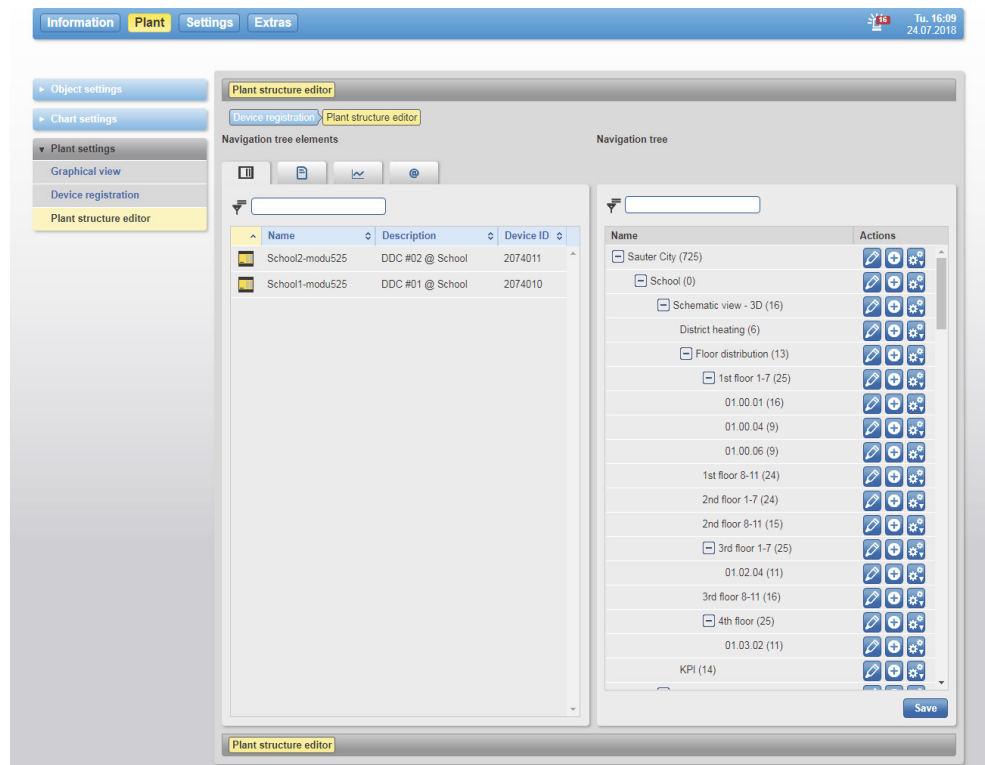 Information Plant Settings Extras 16 Tu. 16:09
24.07.2018
Object settings
Chart settings
Plant settings
Graphical view
Device registration
Plant structure editor
Plant structure editor
Device registration Plant structure editor
Navigation tree elements
@
Name Description Device ID
School2-modu525 DDC #02 @ School 2074011
School1-modu525 DDC #01 @ School 2074010
Navigation tree
Name Actions
Sauter City (725)
School (0)
Schematic view - 3D (16)
District heating (6)
Floor distribution (13)
1st floor 1-7 (25)
01.00.01 (16)
01.00.04 (9)
01.00.06 (9)
1st floor 8-11 (24)
2nd floor 1-7 (24)
2nd floor 8-11 (15)
3rd floor 1-7 (25)
01.02.04 (11)
3rd floor 8-11 (16)
4th floor (25)
01.03.02 (11)
KPI (14)
Save
Plant structure editor